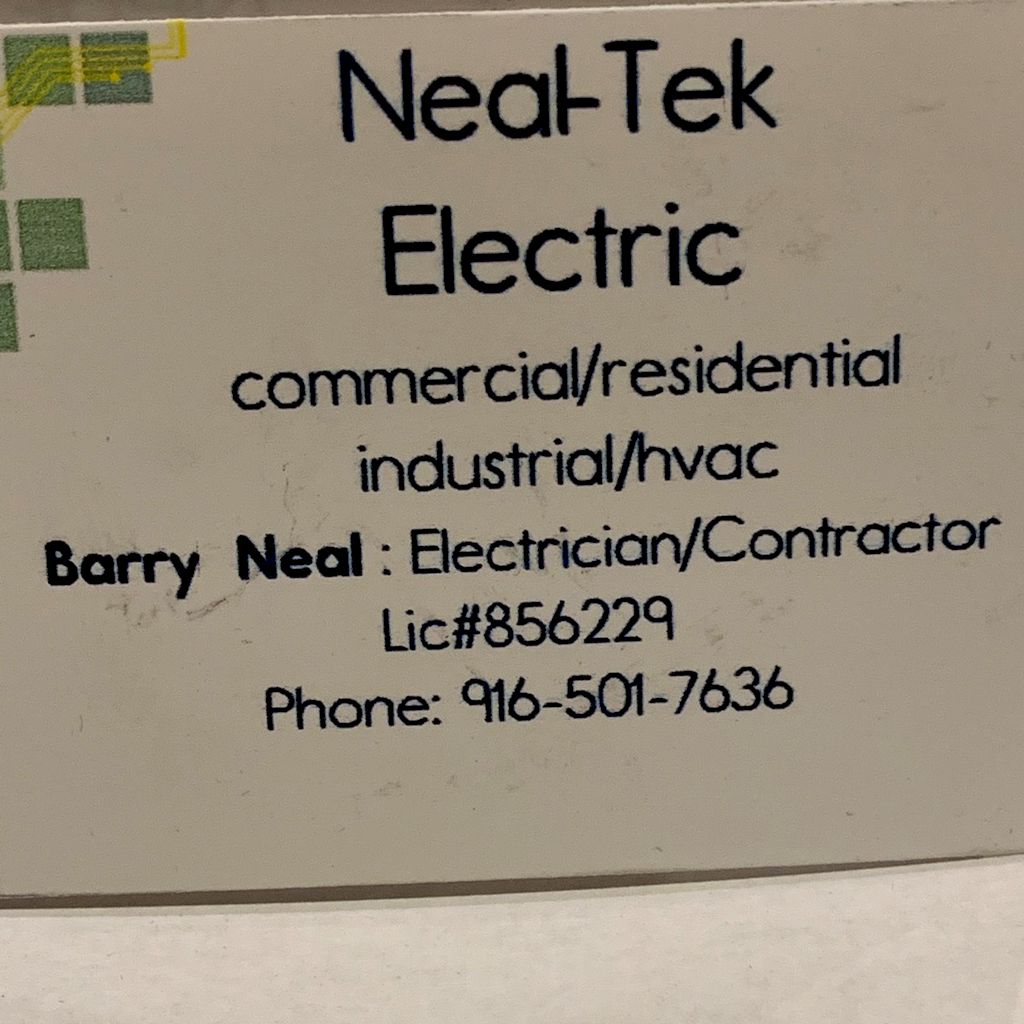 Neal-Tek
Electric
commercial/residential
industrial/hvac
Barry Neal : Electrician/Contractor
Lic#856229
Phone: 916-501-7636